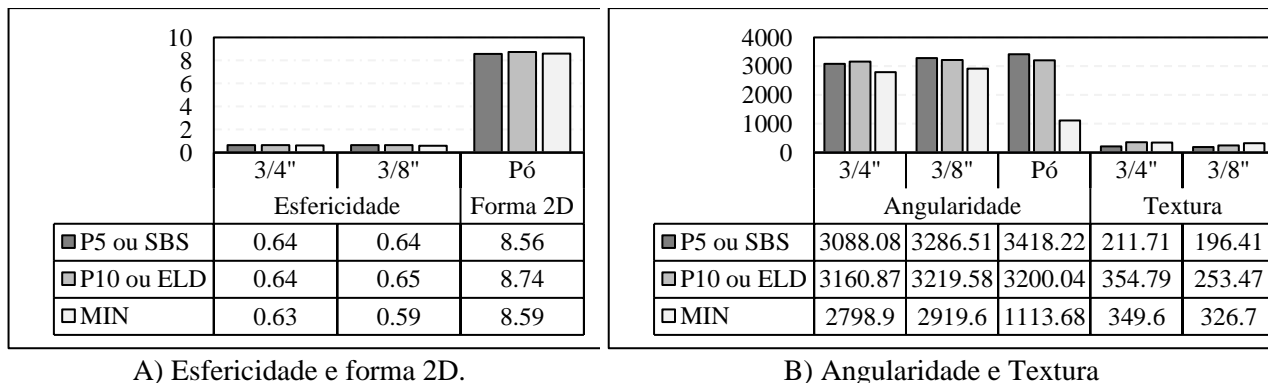 10
8
6
4
2
0
3/4" 3/8" Pó
Esfericidade Forma 2D
P5 ou SBS 0.64 0.64 8.56
P10 ou ELD 0.64 0.65 8.74
MIN 0.63 0.59 8.59
A) Esfericidade e forma 2D.
4000
3000
2000
1000
0
3/4" 3/8" Pó 3/4" 3/8"
Angularidade Textura
P5 ou SBS 3088.08 3286.51 3418.22 211.71 196.41
P10 ou ELD 3160.87 3219.58 3200.04 354.79 253.47
MIN 2798.9 2919.6 1113.68 349.6 326.7
B) Angularidade e Textura